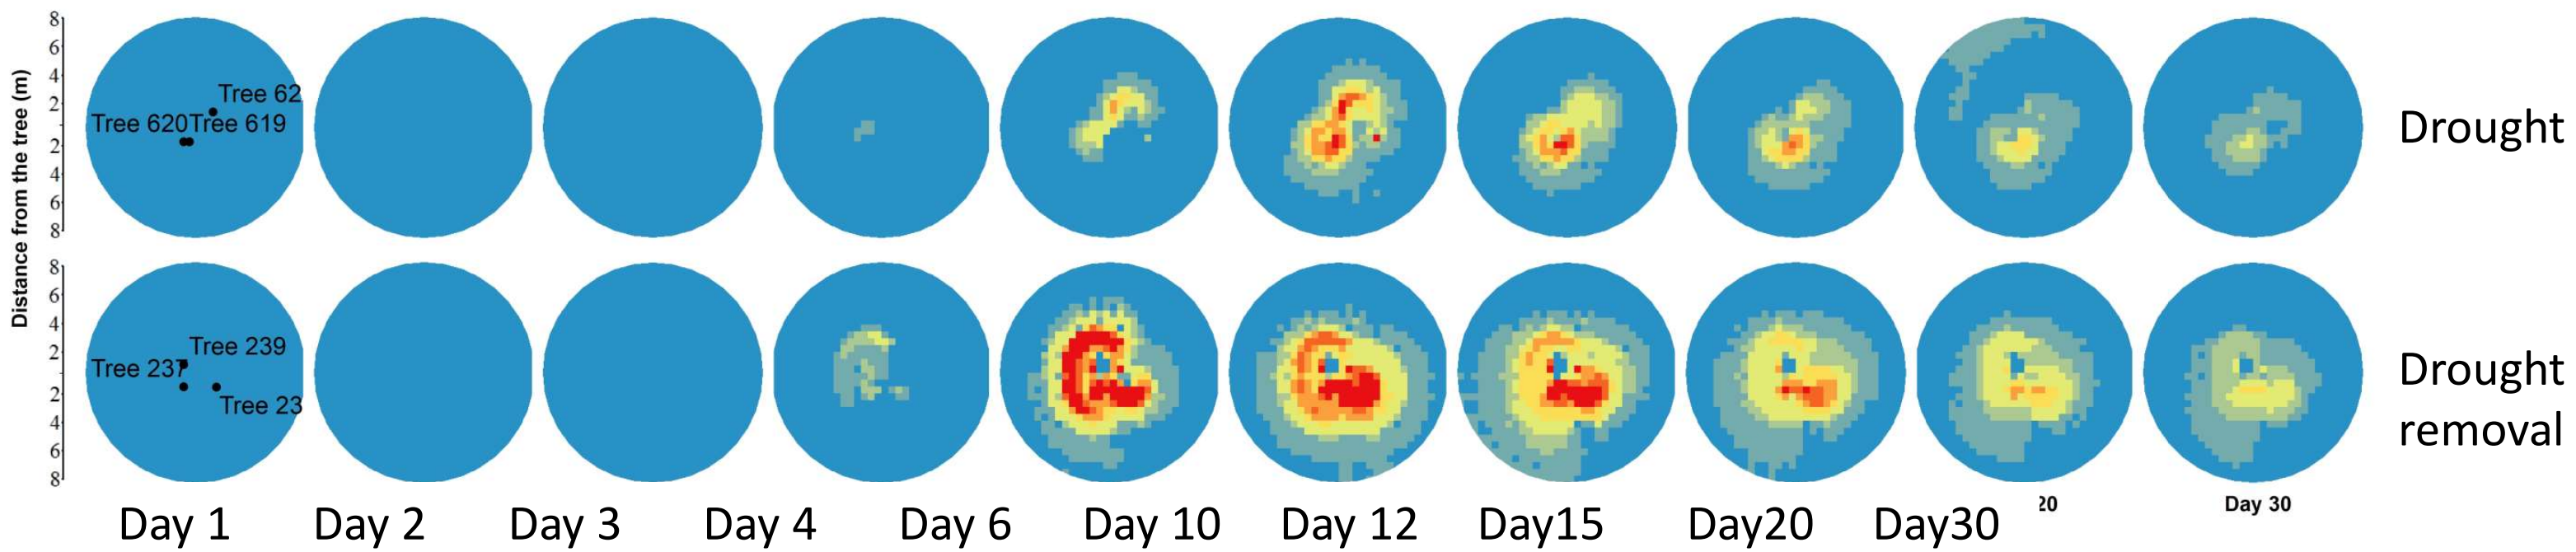 Distance from the tree (m)
8
6
4
2
2
4
6
8
Tree 62
Tree 620
Tree 619
Drought
8
6
4
2
2
4
6
8
Tree 239
Tree 237
Tree 23
Drought
removal
Day 1
Day 2
Day 3
Day 4
Day 6
Day 10
Day 12
Day15
Day20
Day30
20
Day 30